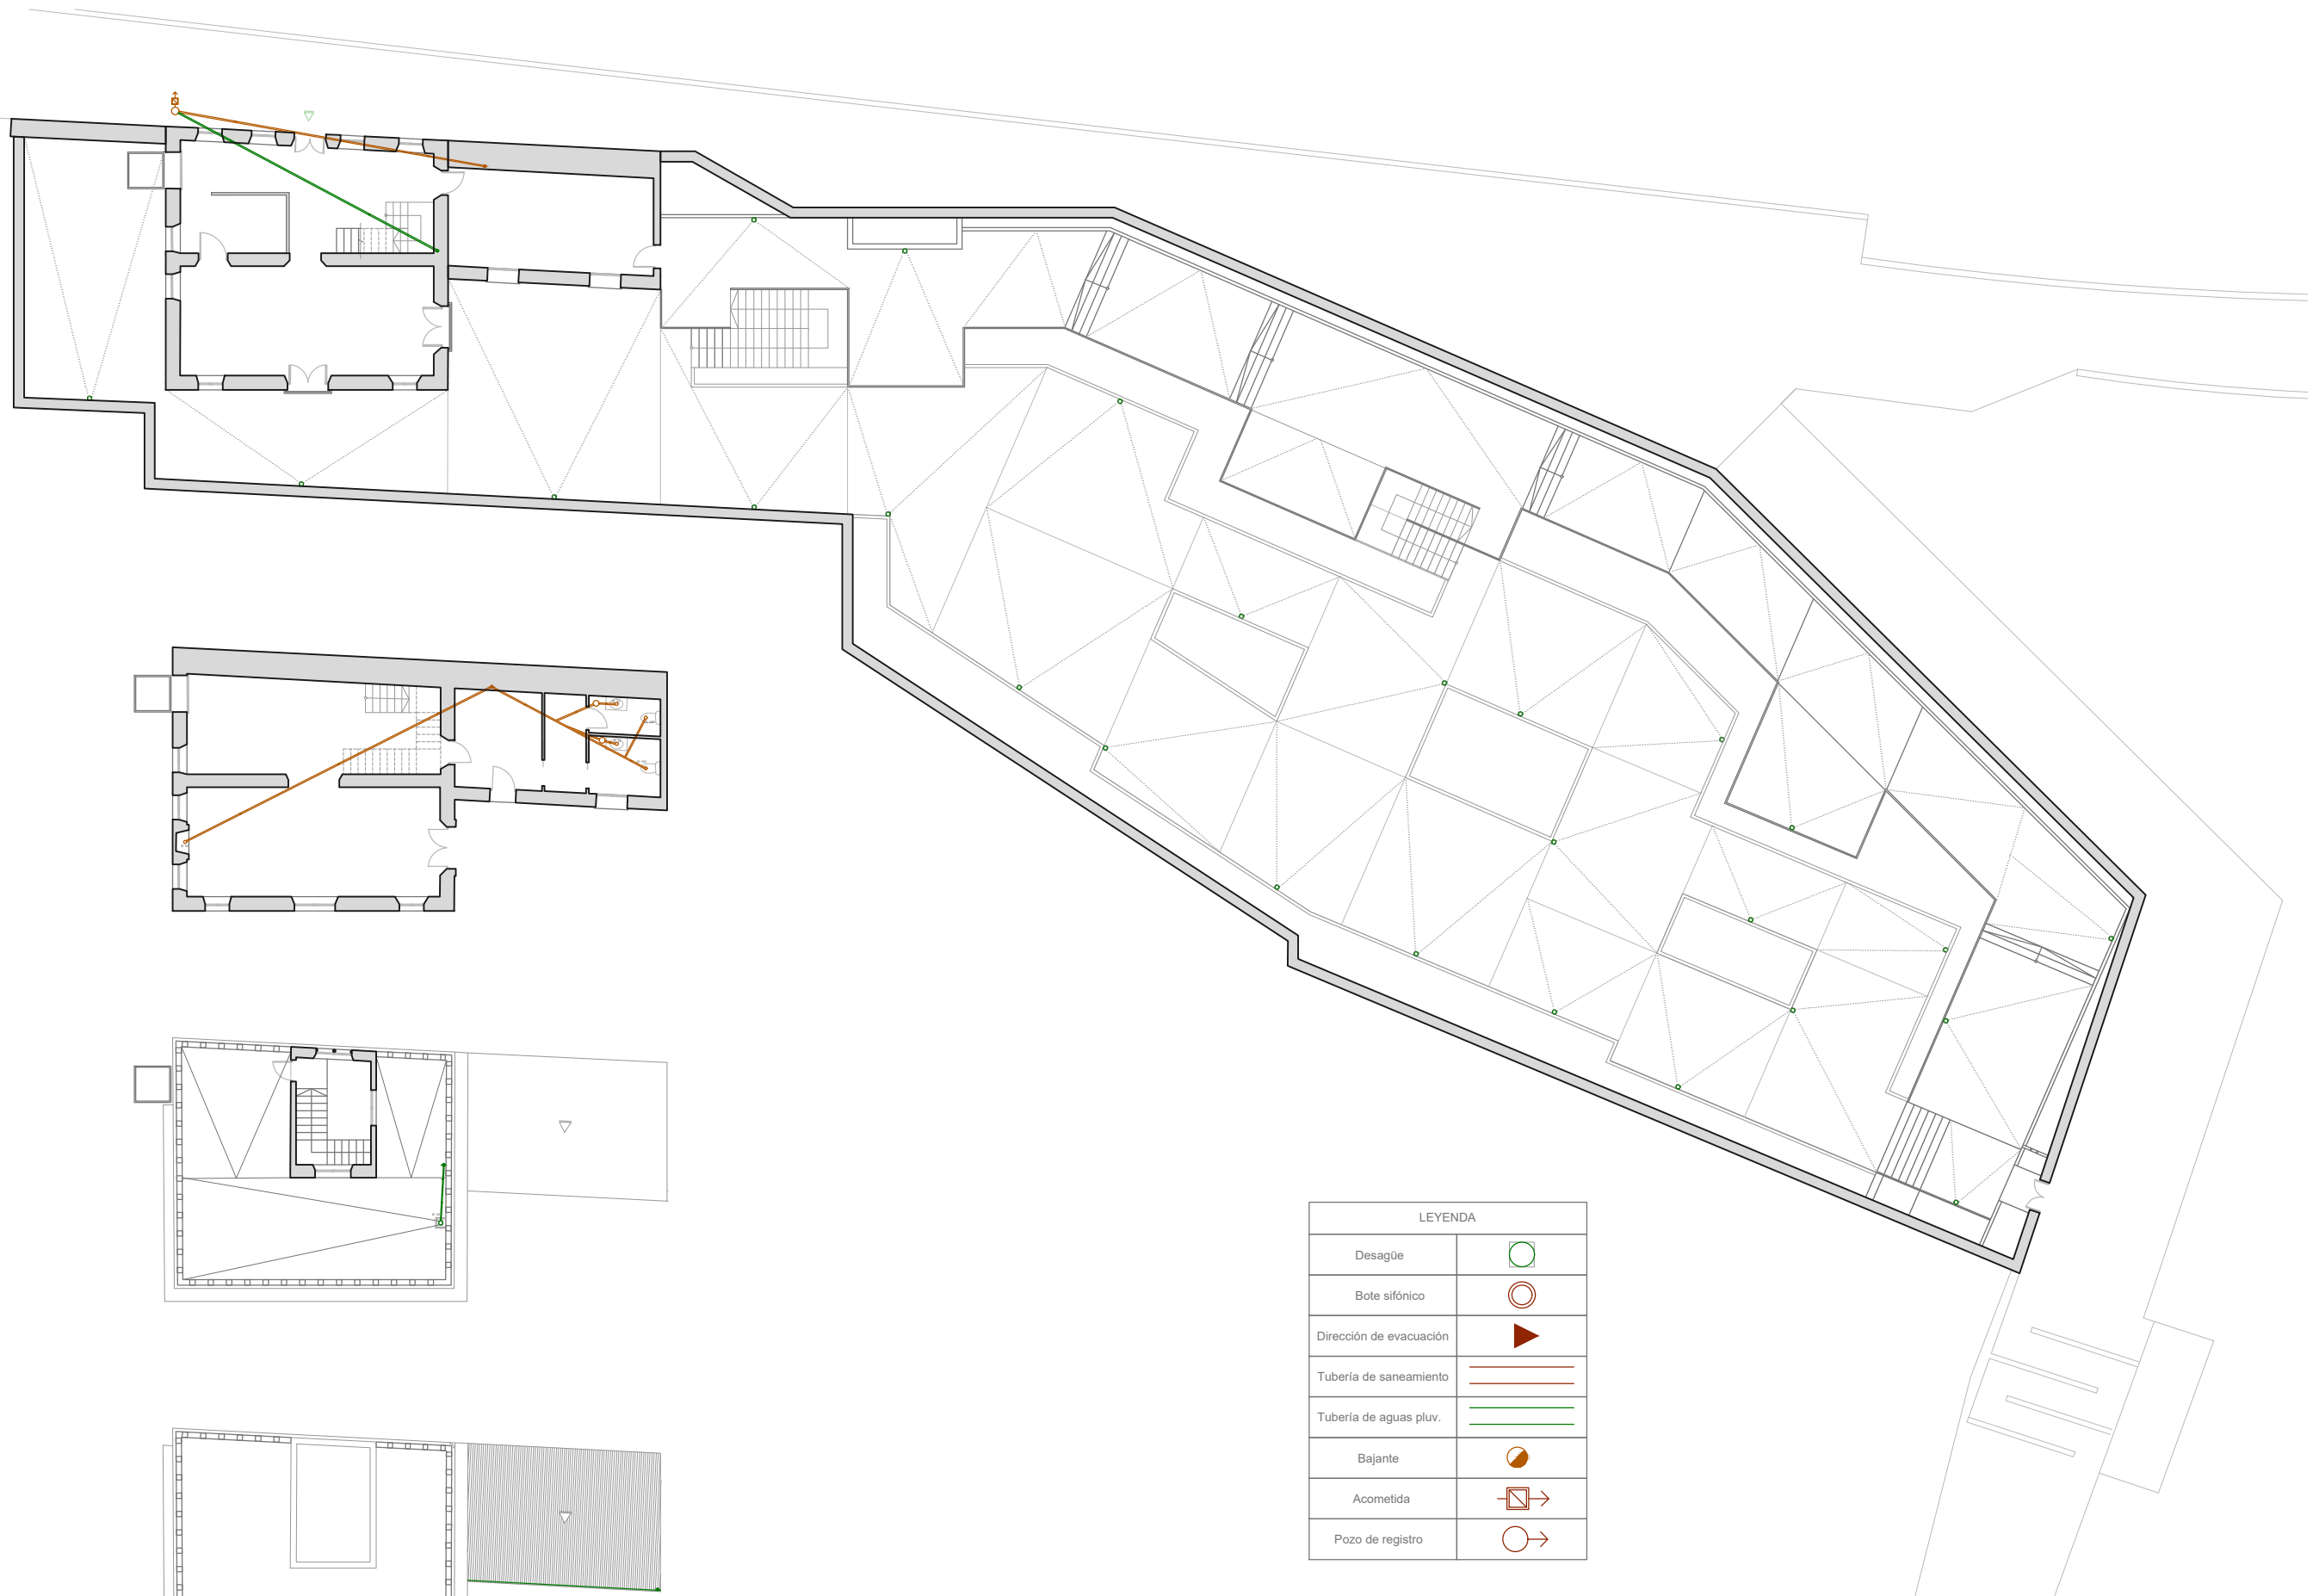 LEYENDA
Desagüe
Bote sifónico
Dirección de evacuación
Tubería de saneamiento
Tubería de aguas pluv.
Bajante
Acometida
Pozo de registro